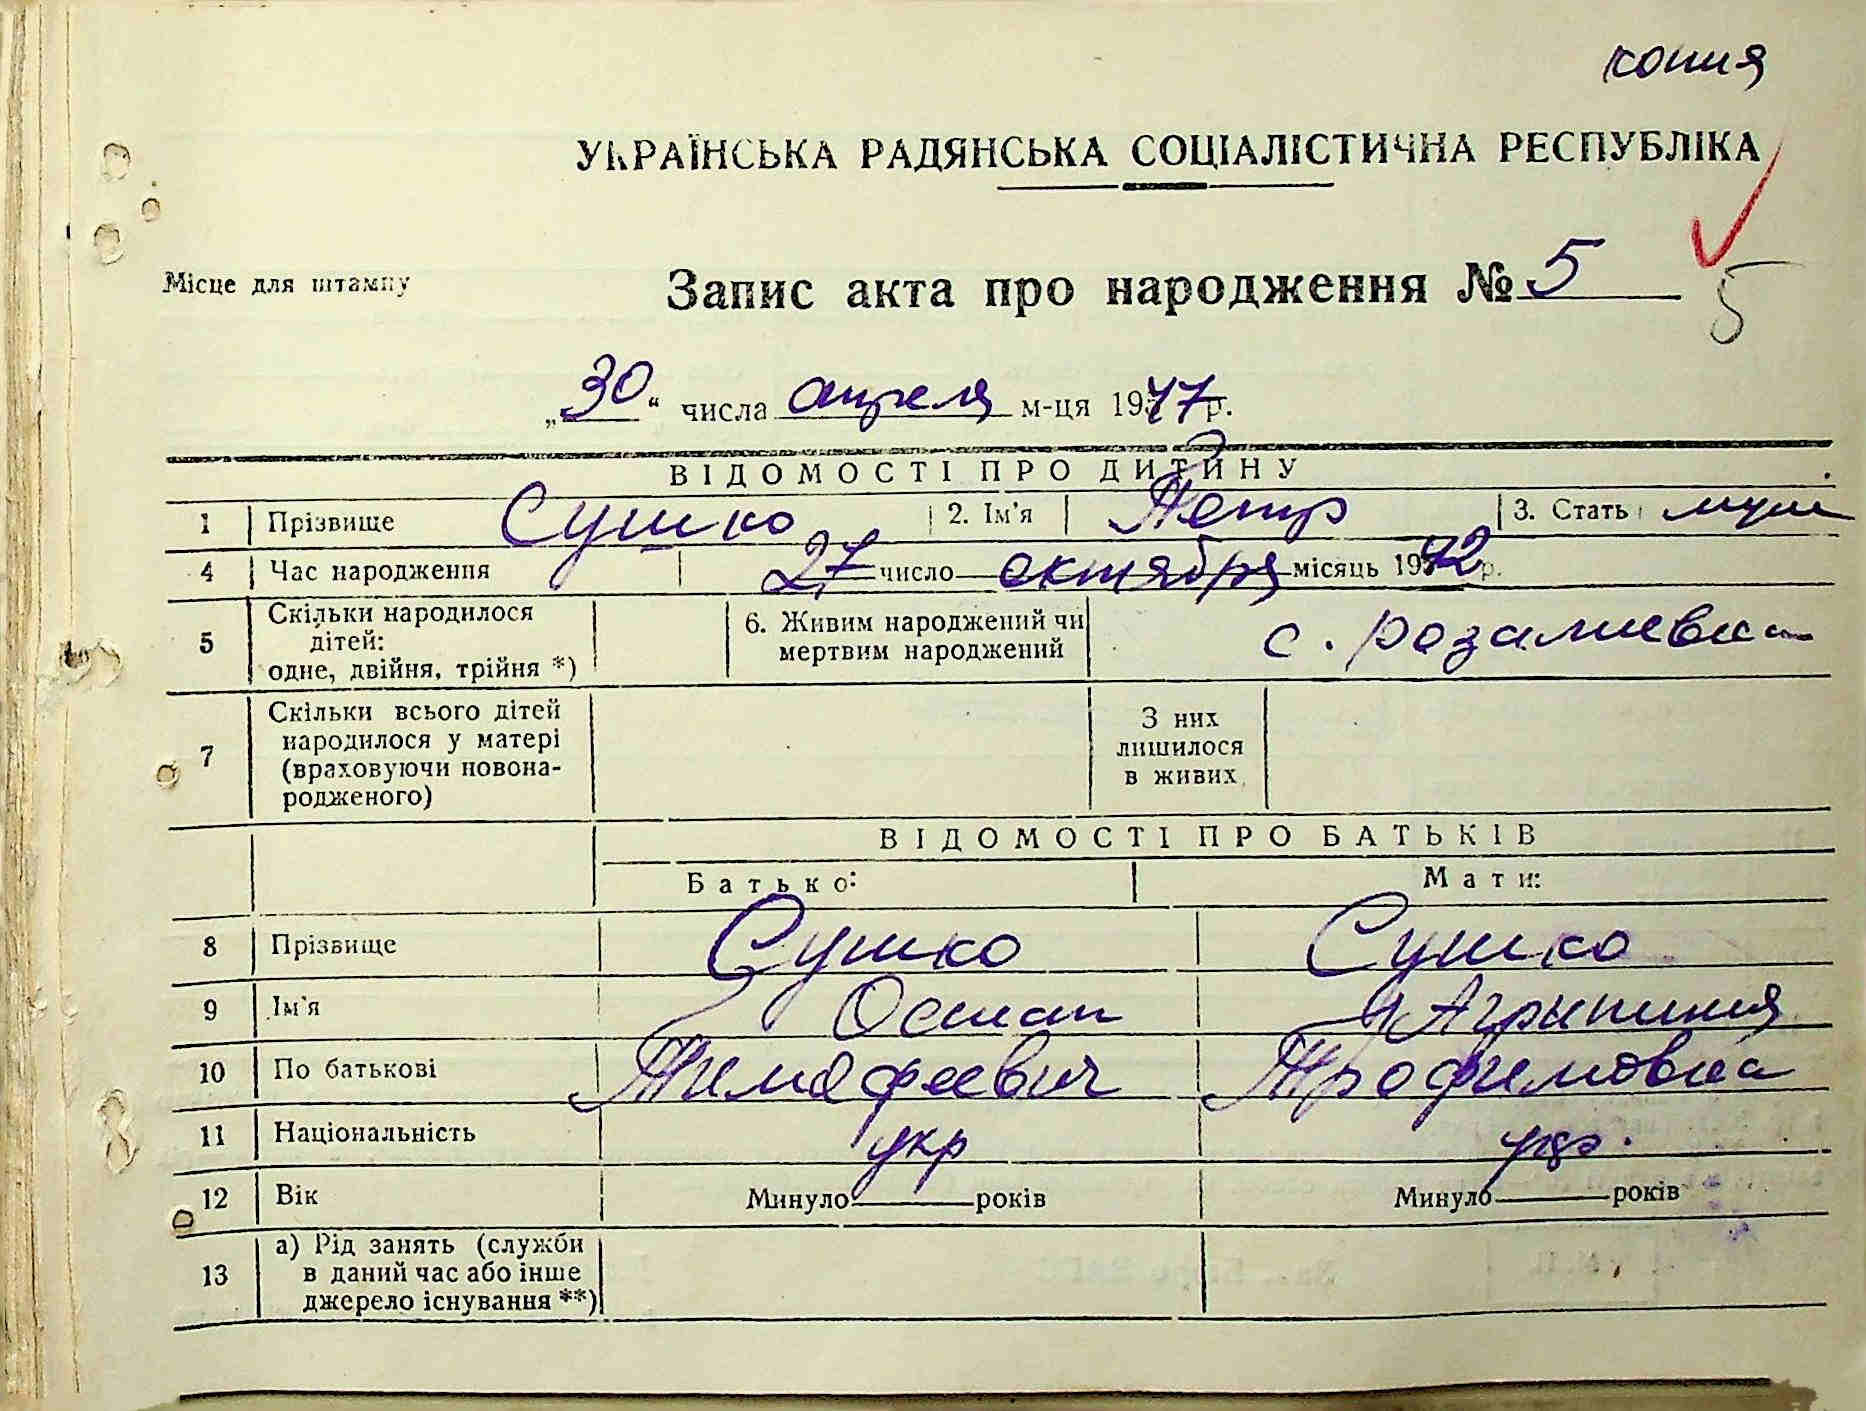 копия
УКРАЇНСЬКА РАДЯНСЬКА СОЦІАЛІСТИЧНА РЕСПУБЛІКА
Місце для штампу
Запис акта про народження № 5
5
„30“ числа апреля м-ця 1947 р.
ВІДОМОСТІ ПРО ДИТИНУ
1 Прізвище Сушко 2. Ім'я Петр 3. Стать муж
4 Час народження 27 число октября місяць 1942 р.
5 Скільки народилося дітей: одне, двійня, трійня *) 6. Живим народжений чи мертвим народжений с. Розалиевка
7 Скільки всього дітей народилося у матері (враховуючи новонародженого) З них лишилося в живих
ВІДОМОСТІ ПРО БАТЬКІВ
Батько: Мати:
8 Прізвище Сушко Сушко
9 Ім'я Остап Агрипина
10 По батькові Тимофеевич Трофимовна
11 Національність укр укр.
12 Вік Минуло років Минуло років
13 а) Рід занять (служби в даний час або інше джерело існування **)